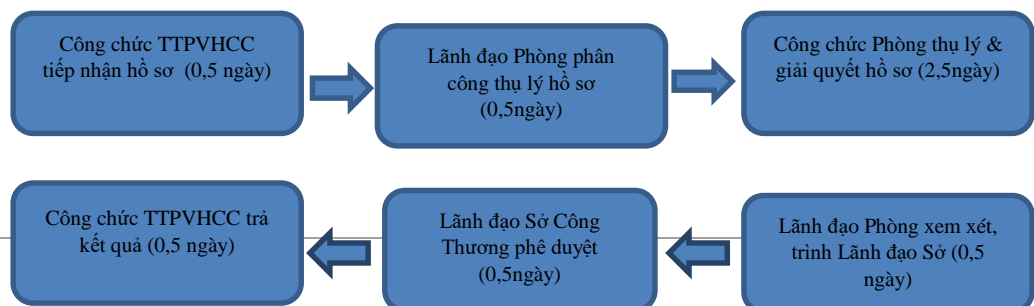 Công chức TTPVHCC
tiếp nhận hồ sơ (0,5 ngày)
Lãnh đạo Phòng phân
công thụ lý hồ sơ
(0,5ngày)
Công chức Phòng thụ lý &
giải quyết hồ sơ (2,5ngày)
Công chức TTPVHCC trả
kết quả (0,5 ngày)
Lãnh đạo Sở Công
Thương phê duyệt
(0,5ngày)
Lãnh đạo Phòng xem xét,
trình Lãnh đạo Sở (0,5
ngày)